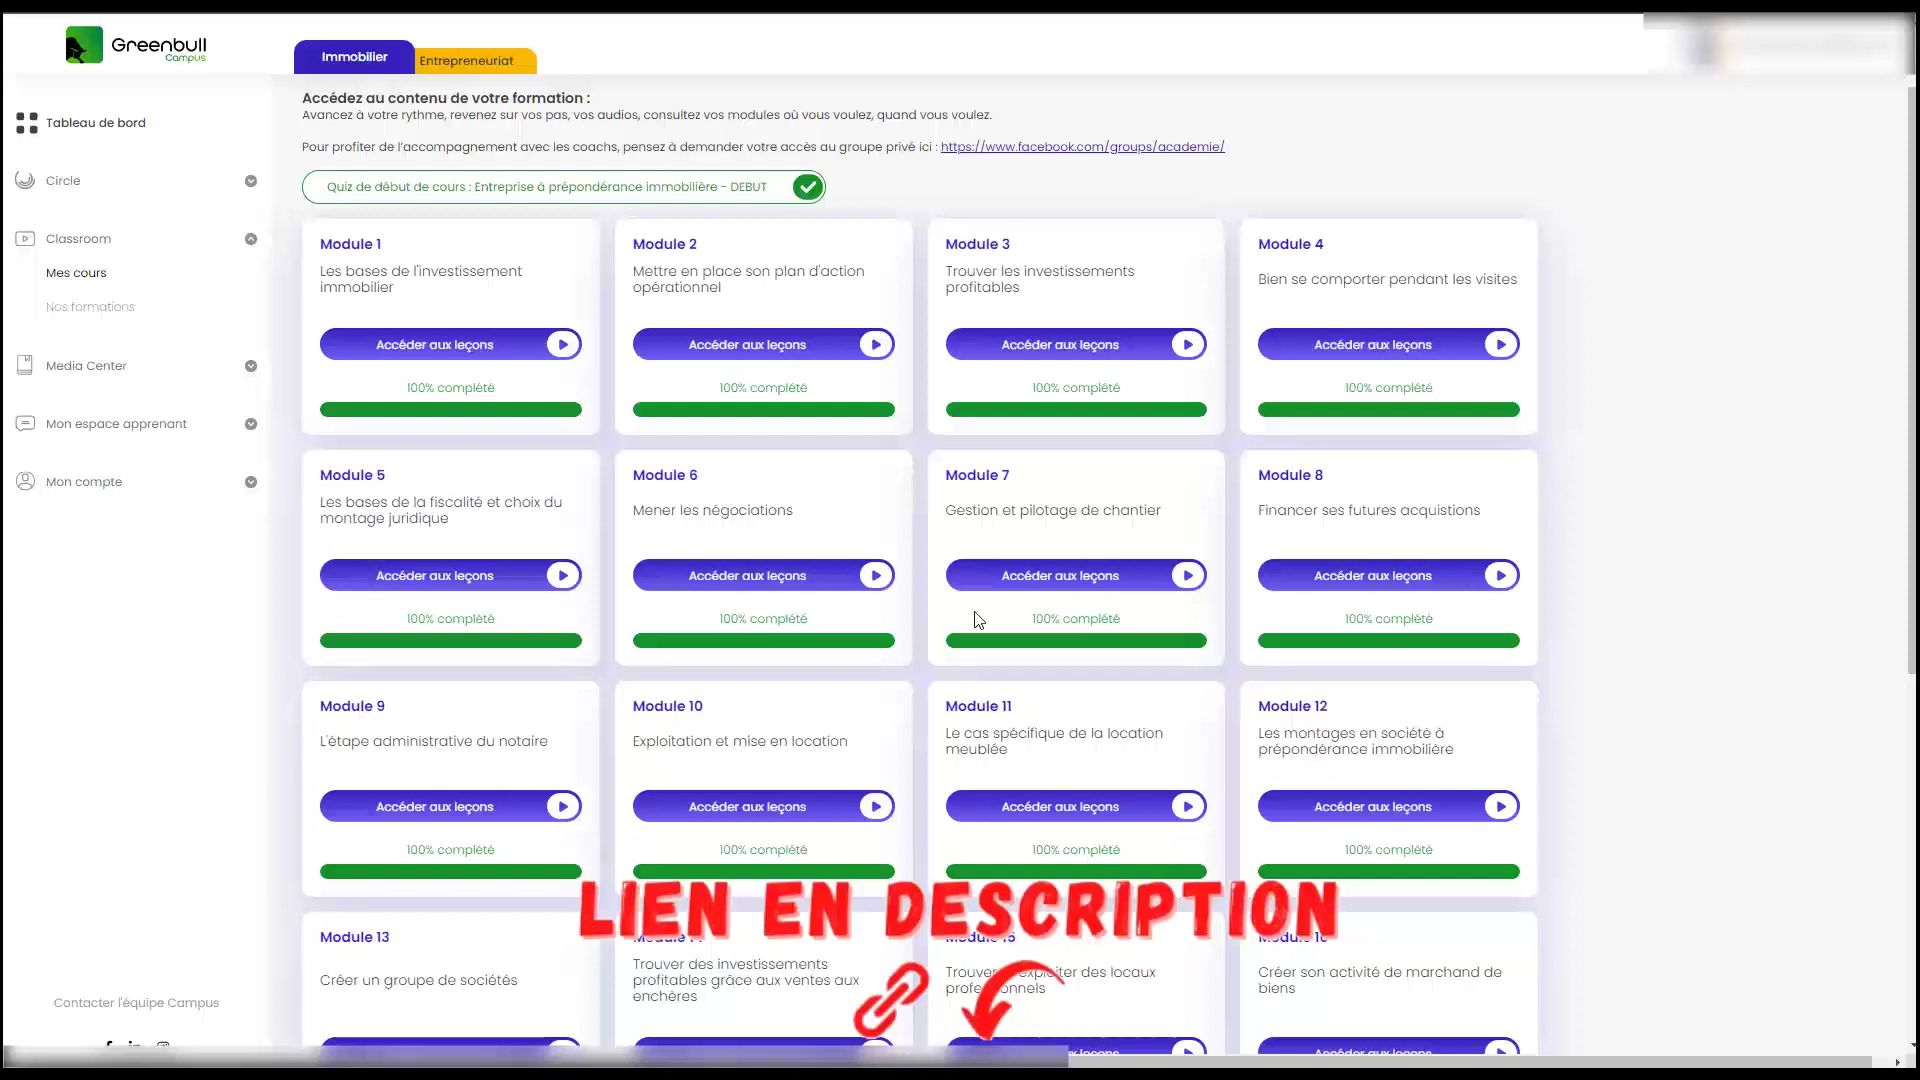 Greenbull
Campus
Immobilier
Entrepreneuriat
Tableau de bord
Circle
Classroom
Mes cours
Nos formations
Media Center
Mon espace apprenant
Mon compte
Contacter l'équipe Campus
Accédez au contenu de votre formation :
Avancez à votre rythme, revenez sur vos pas, vos audios, consultez vos modules où vous voulez, quand vous voulez.
Pour profiter de l'accompagnement avec les coachs, pensez à demander votre accès au groupe privé ici : https://www.facebook.com/groups/academie/
Quiz de début de cours : Entreprise à prépondérance immobilière - DEBUT
Module 1
Les bases de l'investissement
immobilier
Accéder aux leçons
100% complété
Module 2
Mettre en place son plan d'action
opérationnel
Accéder aux leçons
100% complété
Module 3
Trouver les investissements
profitables
Accéder aux leçons
100% complété
Module 4
Bien se comporter pendant les visites
Accéder aux leçons
100% complété
Module 5
Les bases de la fiscalité et choix du
montage juridique
Accéder aux leçons
100% complété
Module 6
Mener les négociations
Accéder aux leçons
100% complété
Module 7
Gestion et pilotage de chantier
Accéder aux leçons
100% complété
Module 8
Financer ses futures acquistions
Accéder aux leçons
100% complété
Module 9
L'étape administrative du notaire
Accéder aux leçons
100% complété
Module 10
Exploitation et mise en location
Accéder aux leçons
100% complété
Module 11
Le cas spécifique de la location
meublée
Accéder aux leçons
100% complété
Module 12
Les montages en société à
prépondérance immobilière
Accéder aux leçons
100% complété
LIEN EN DESCRIPTION
Module 13
Créer un groupe de sociétés
Trouver des investissements
profitables grâce aux ventes aux
enchères
Trouver exploiter des locaux
Créer son activité de marchand de
biens